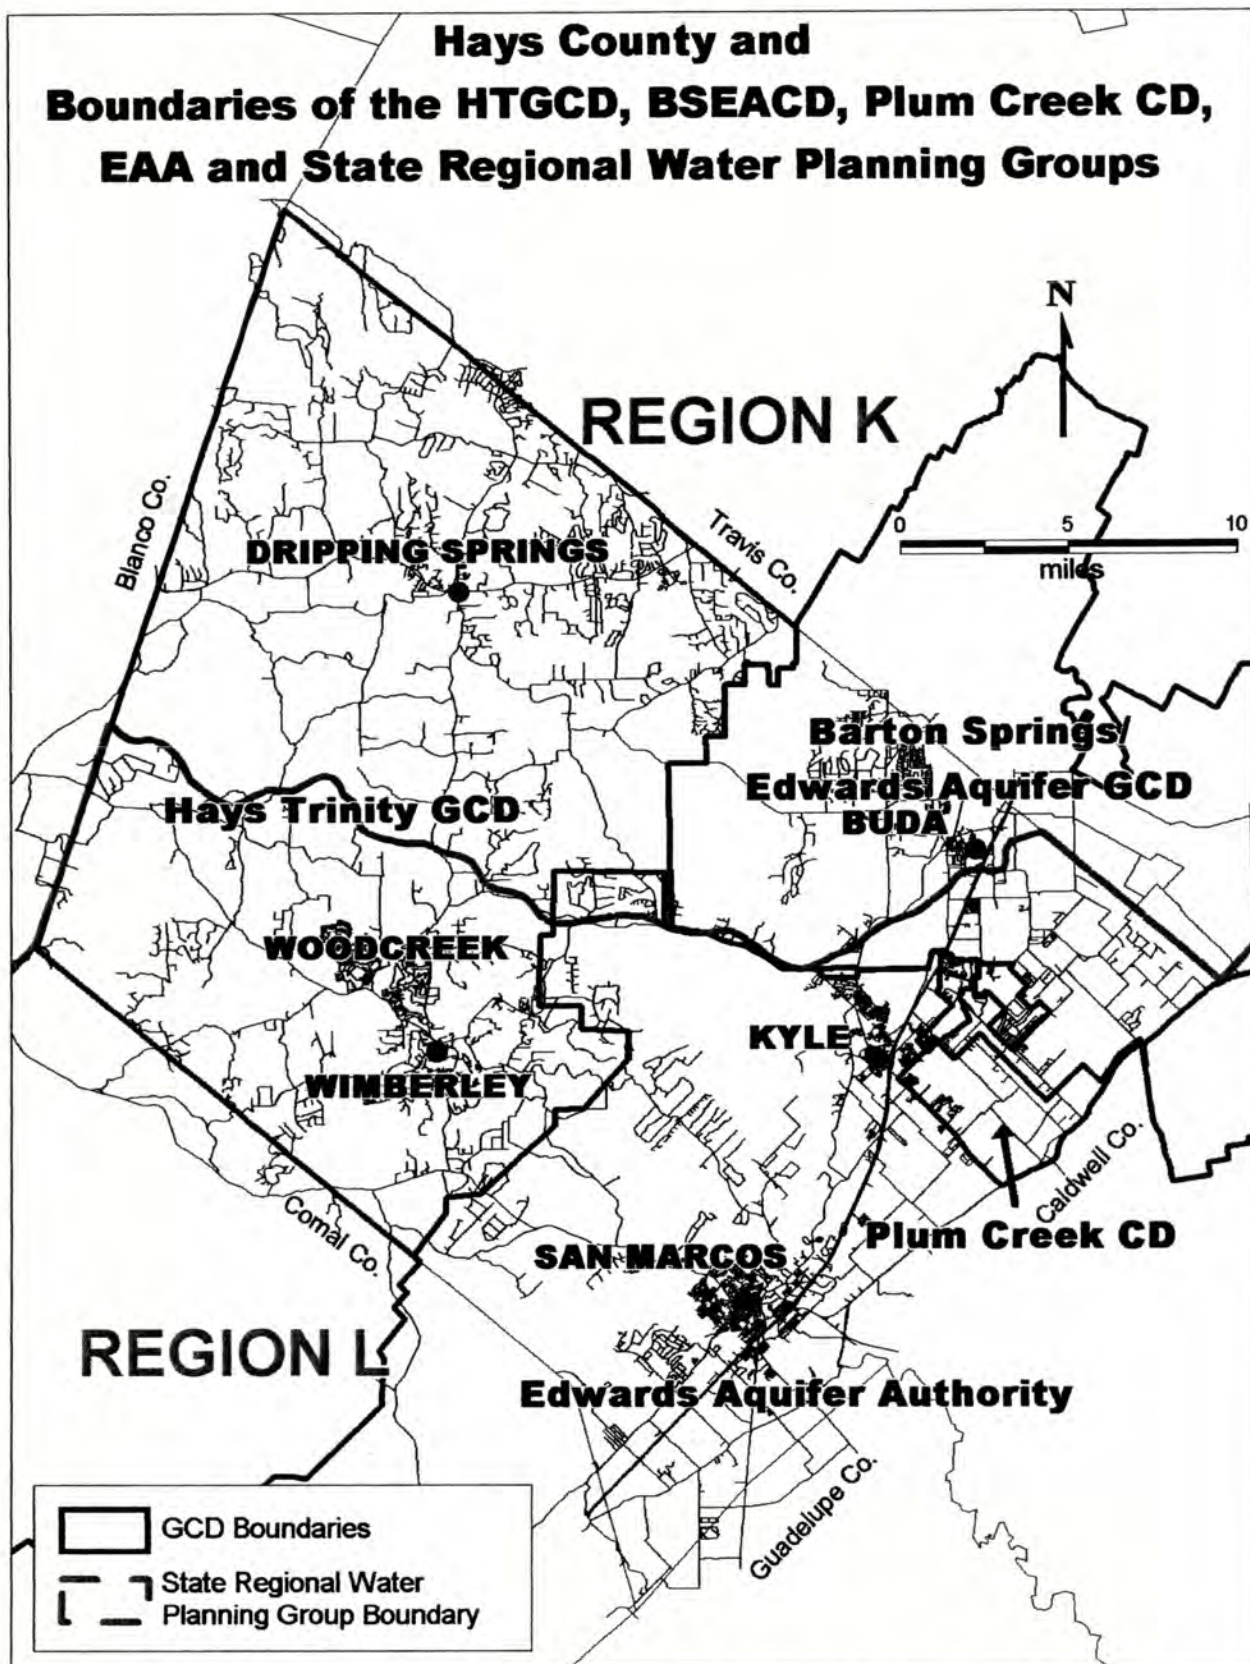 Hays County and
Boundaries of the HTGCD, BSEACD, Plum Creek CD,
EAA and State Regional Water Planning Groups
N
REGION K
Blanco Co.
Travis Co.
0 5 10
miles
DRIPPING SPRINGS
Barton Springs/
Edwards Aquifer GCD
Hays Trinity GCD
BUDA
WOODCREEK
KYLE
WIMBERLEY
Caldwell Co.
Comal Co.
Plum Creek CD
SAN MARCOS
REGION L
Edwards Aquifer Authority
Guadelupe Co.
GCD Boundaries
State Regional Water
Planning Group Boundary